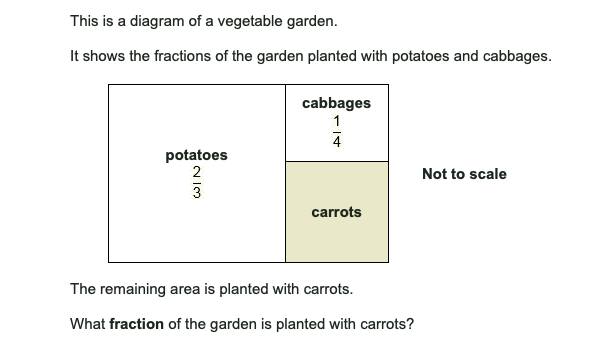 This is a diagram of a vegetable garden.
It shows the fractions of the garden planted with potatoes and cabbages.
cabbages
1
4
potatoes
2
3
Not to scale
carrots
The remaining area is planted with carrots.
What fraction of the garden is planted with carrots?